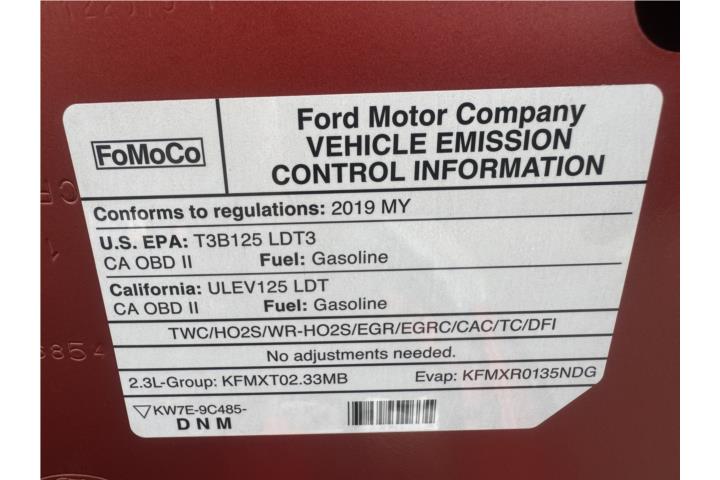 FoMoCo
Ford Motor Company
VEHICLE EMISSION
CONTROL INFORMATION
Conforms to regulations: 2019 MY
U.S. EPA: T3B125 LDT3
CA OBD II Fuel: Gasoline
California: ULEV125 LDT
CA OBD II Fuel: Gasoline
TWC/HO2S/WR-HO2S/EGR/EGRC/CAC/TC/DFI
No adjustments needed.
2.3L-Group: KFMXT02.33MB Evap: KFMXR0135NDG
KW7E-9C485-
DNM